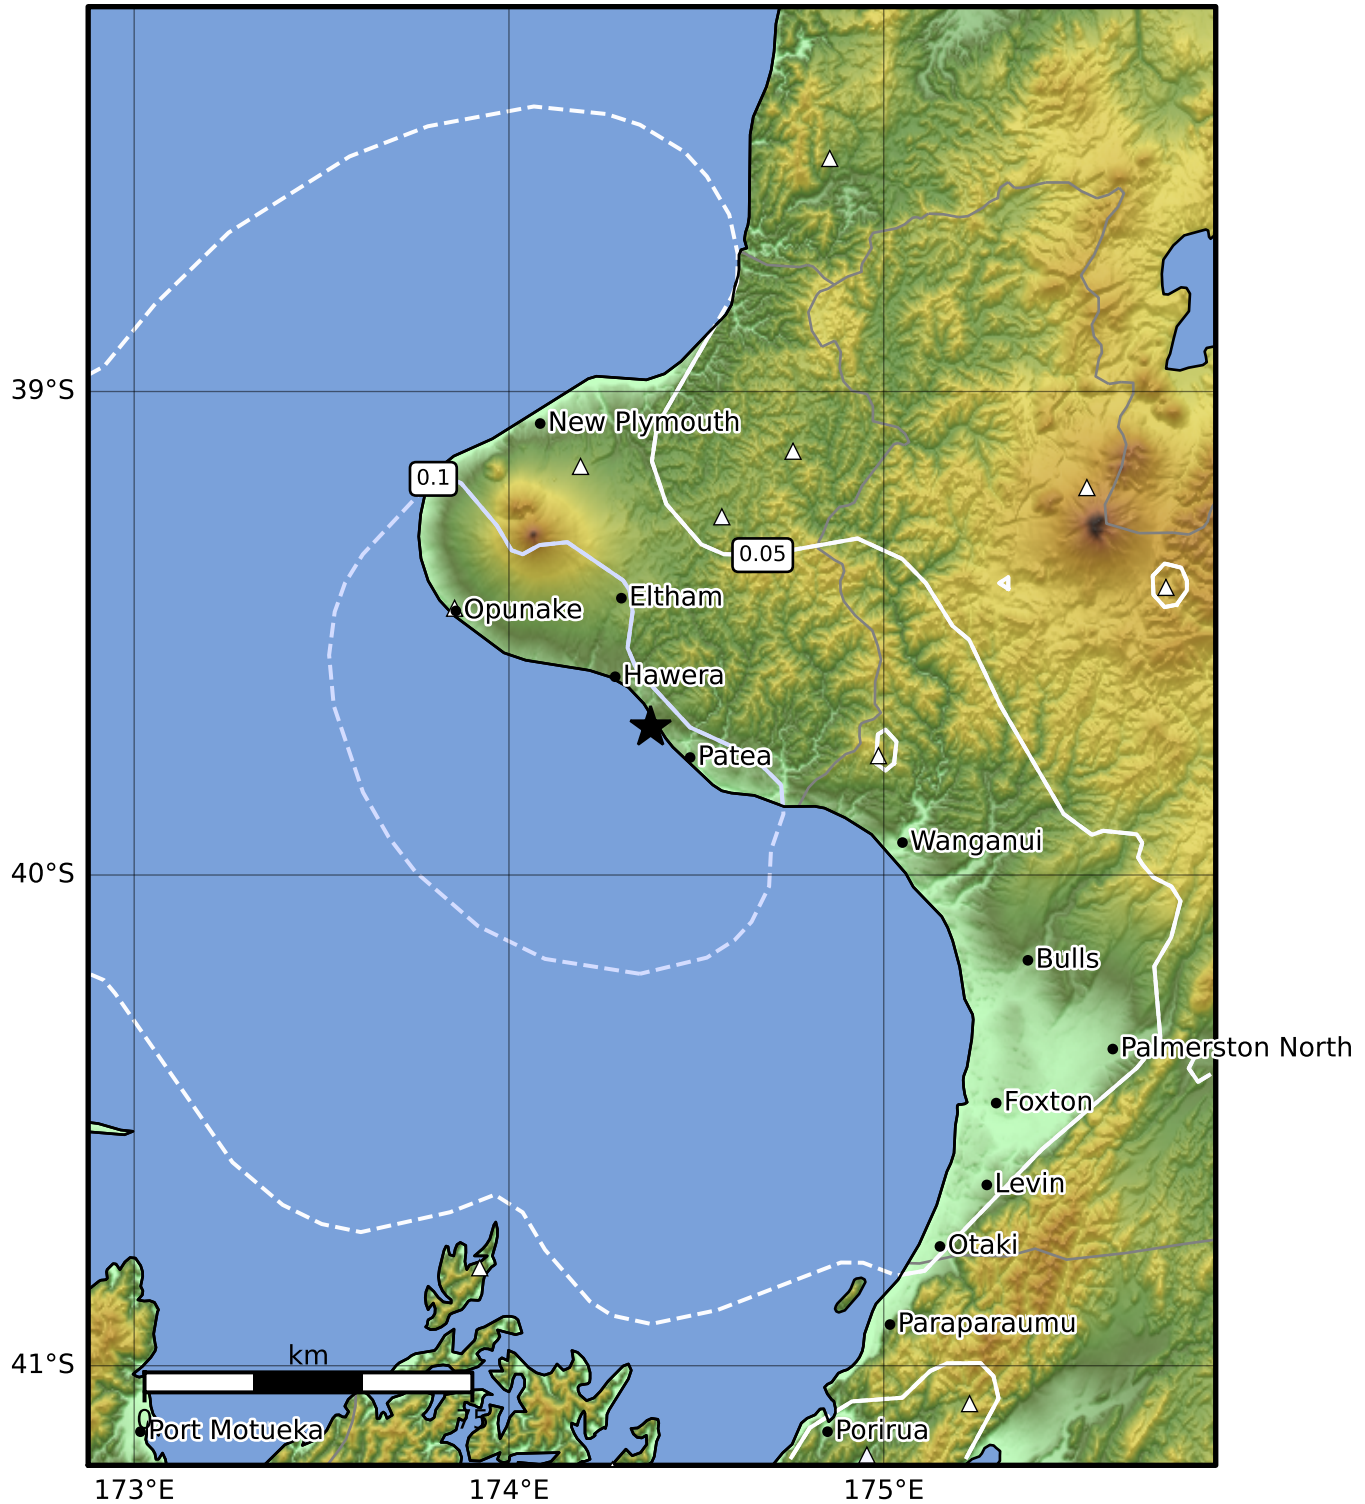 39°S
New Plymouth
0.1
0.05
Eltham
Opunake
Hawera
Patea
Wanganui
40°S
Bulls
Palmerston North
Foxton
Levin
Otaki
Paraparaumu
km
41°S
0
Port Motueka
Porirua
173°E
174°E
175°E